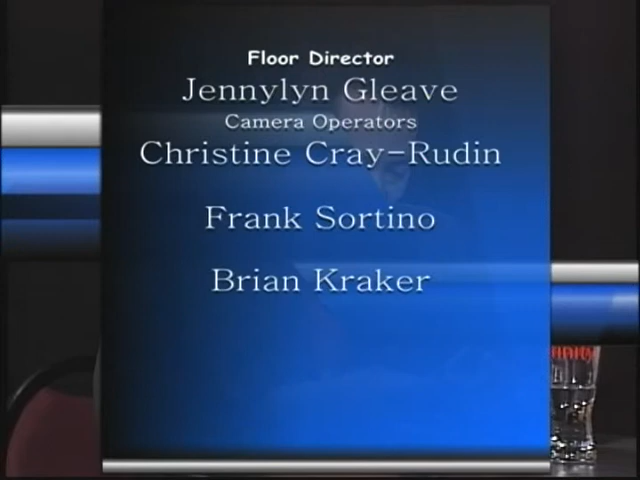 Floor Director
Jennylyn Gleave
Camera Operators
Christine Cray-Rudin
Frank Sortino
Brian Kraker